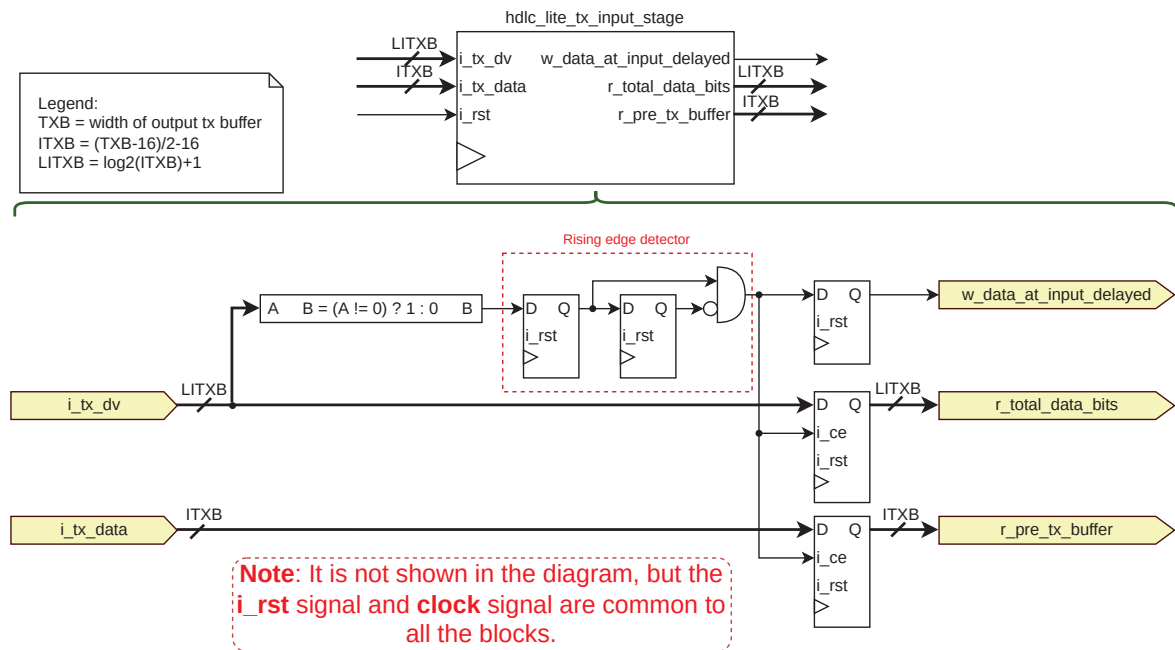 hdlc_lite_tx_input_stage
LITXB
i_tx_dv
w_data_at_input_delayed
ITXB
i_tx_data
LITXB
r_total_data_bits
i_rst
ITXB
r_pre_tx_buffer
Legend:
TXB = width of output tx buffer
ITXB = (TXB-16)/2-16
LITXB = log2(ITXB)+1
Rising edge detector
A B = (A != 0) ? 1 : 0 B
D Q
i_rst
D Q
i_rst
D Q
i_rst
w_data_at_input_delayed
i_tx_dv
LITXB
D Q
i_ce
i_rst
LITXB
r_total_data_bits
i_tx_data
ITXB
D Q
i_ce
i_rst
ITXB
r_pre_tx_buffer
Note: It is not shown in the diagram, but the
i_rst signal and clock signal are common to
all the blocks.